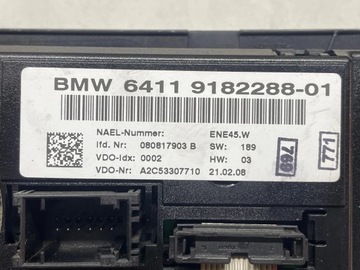 BMW 6411 9182288-01
NAEL-Nummer: ENE45.W
lfd. Nr: 080817903 B SW: 189
VDO-Idx: 0002 HW: 03
VDO-Nr: A2C53307710 21.02.08
769
771